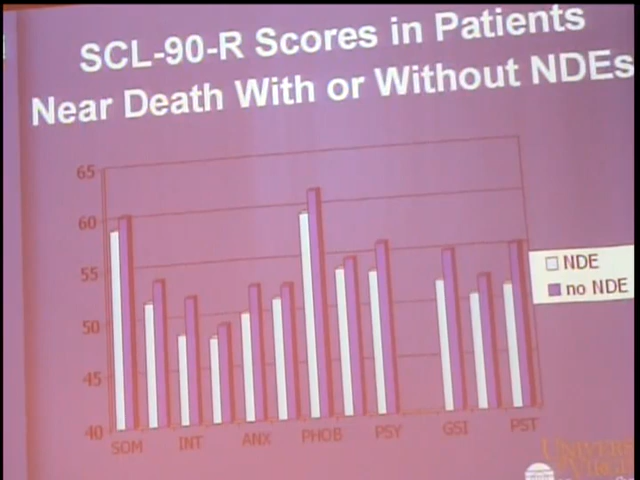 SCL-90-R Scores in Patients
Near Death With or Without NDEs
65
60
55
50
45
40
SOM INT ANX PHOB PSY GSI PST
NDE
no NDE